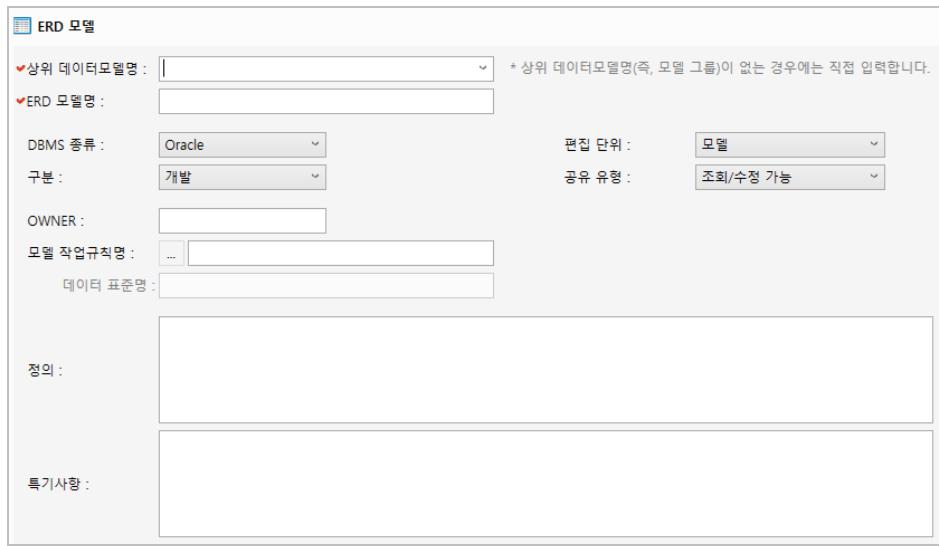 ERD 모델
상위 데이터모델명 : * 상위 데이터모델명(즉, 모델 그룹)이 없는 경우에는 직접 입력합니다.
ERD 모델명 :
DBMS 종류 : Oracle 편집 단위 : 모델
구분 : 개발 공유 유형 : 조회/수정 가능
OWNER :
모델 작업규칙명 : ...
데이터 표준명 :
정의 :
특기사항 :